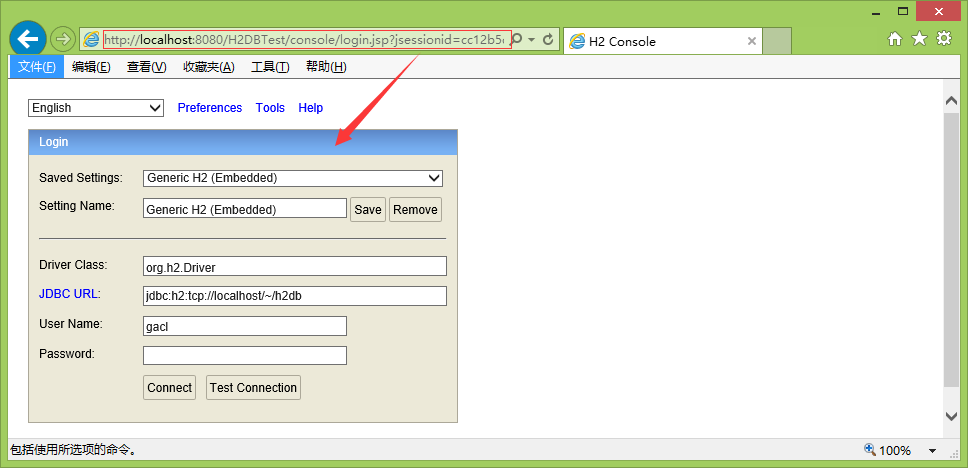 http://localhost:8080/H2DBTest/console/login.jsp?jsessionid=cc12b5
H2 Console
文件(F) 编辑(E) 查看(V) 收藏夹(A) 工具(T) 帮助(H)
English Preferences Tools Help
Login
Saved Settings: Generic H2 (Embedded)
Setting Name: Generic H2 (Embedded) Save Remove
Driver Class: org.h2.Driver
JDBC URL: jdbc:h2:tcp://localhost/~/h2db
User Name: gacl
Password:
Connect Test Connection
包括使用所选项的命令。 100%